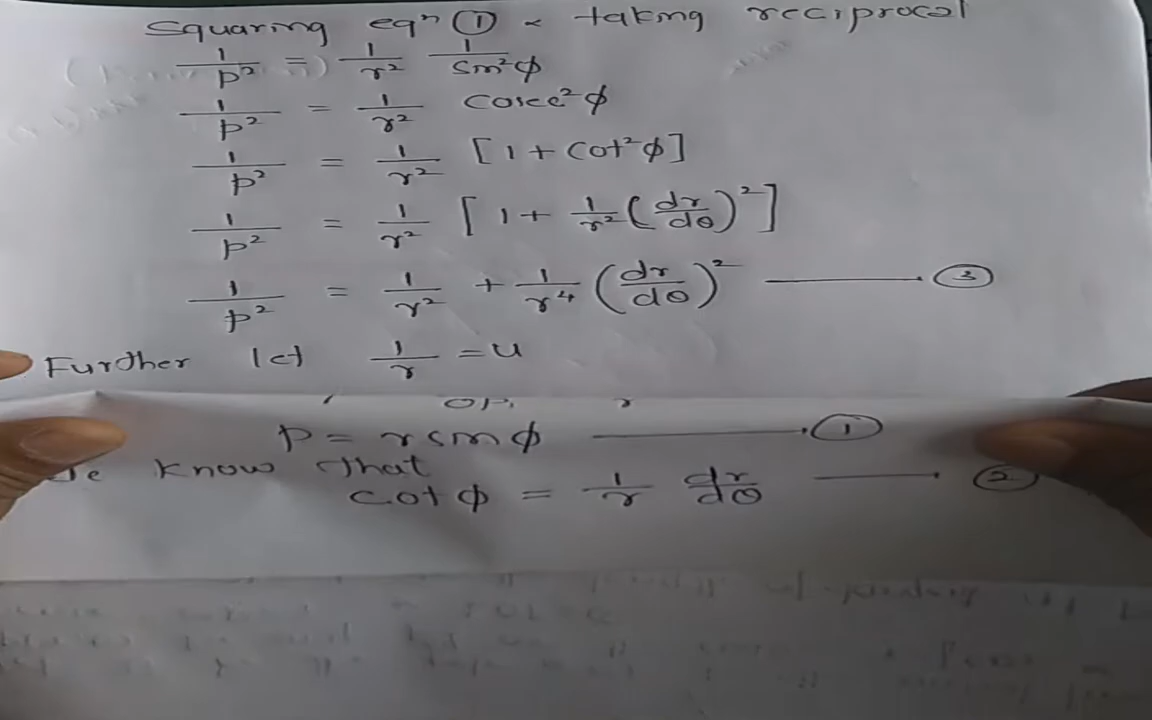 Squaring eqⁿ ① & taking reciprocal
1/p² = 1/r² 1/sin²φ
1/p² = 1/r² cosec²φ
1/p² = 1/r² [1 + cot²φ]
1/p² = 1/r² [1 + 1/r² (dr/dθ)²]
1/p² = 1/r² + 1/r⁴ (dr/dθ)² ——— ③
Further let 1/r = u
p = r sinφ ——— ①
know that
cot φ = 1/r dr/dθ ——— ②